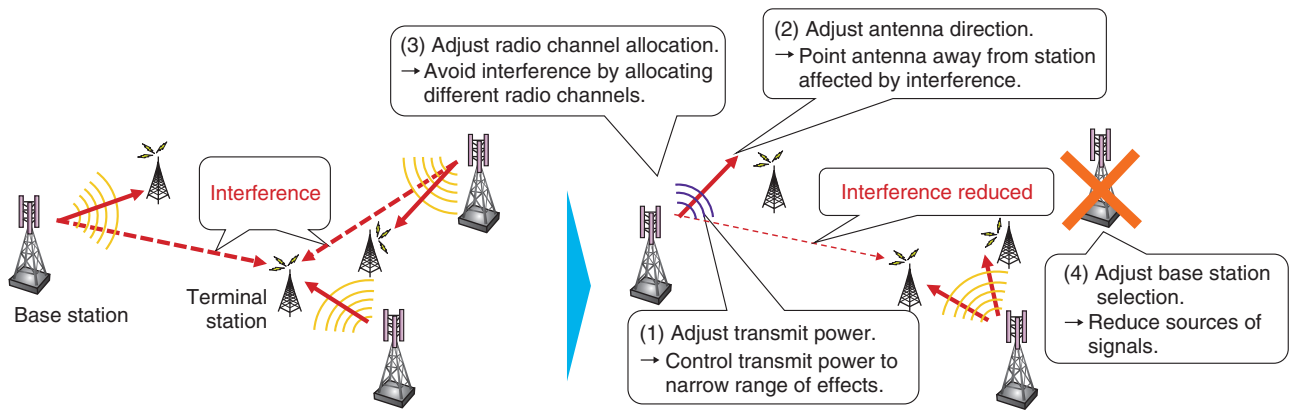 (3) Adjust radio channel allocation.
→ Avoid interference by allocating
different radio channels.
(2) Adjust antenna direction.
→ Point antenna away from station
affected by interference.
Interference
Base station
Terminal
station
Interference reduced
(1) Adjust transmit power.
→ Control transmit power to
narrow range of effects.
(4) Adjust base station
selection.
→ Reduce sources of
signals.